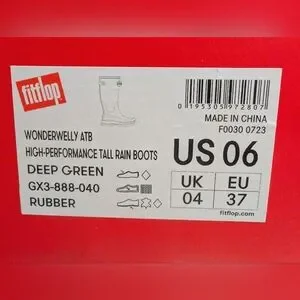 fitflop
0195305972807
MADE IN CHINA
F0030 0723
WONDERWELLY ATB
HIGH-PERFORMANCE TALL RAIN BOOTS
DEEP GREEN
GX3-888-040
RUBBER
US 06
UK EU
04 37
fitflop.com